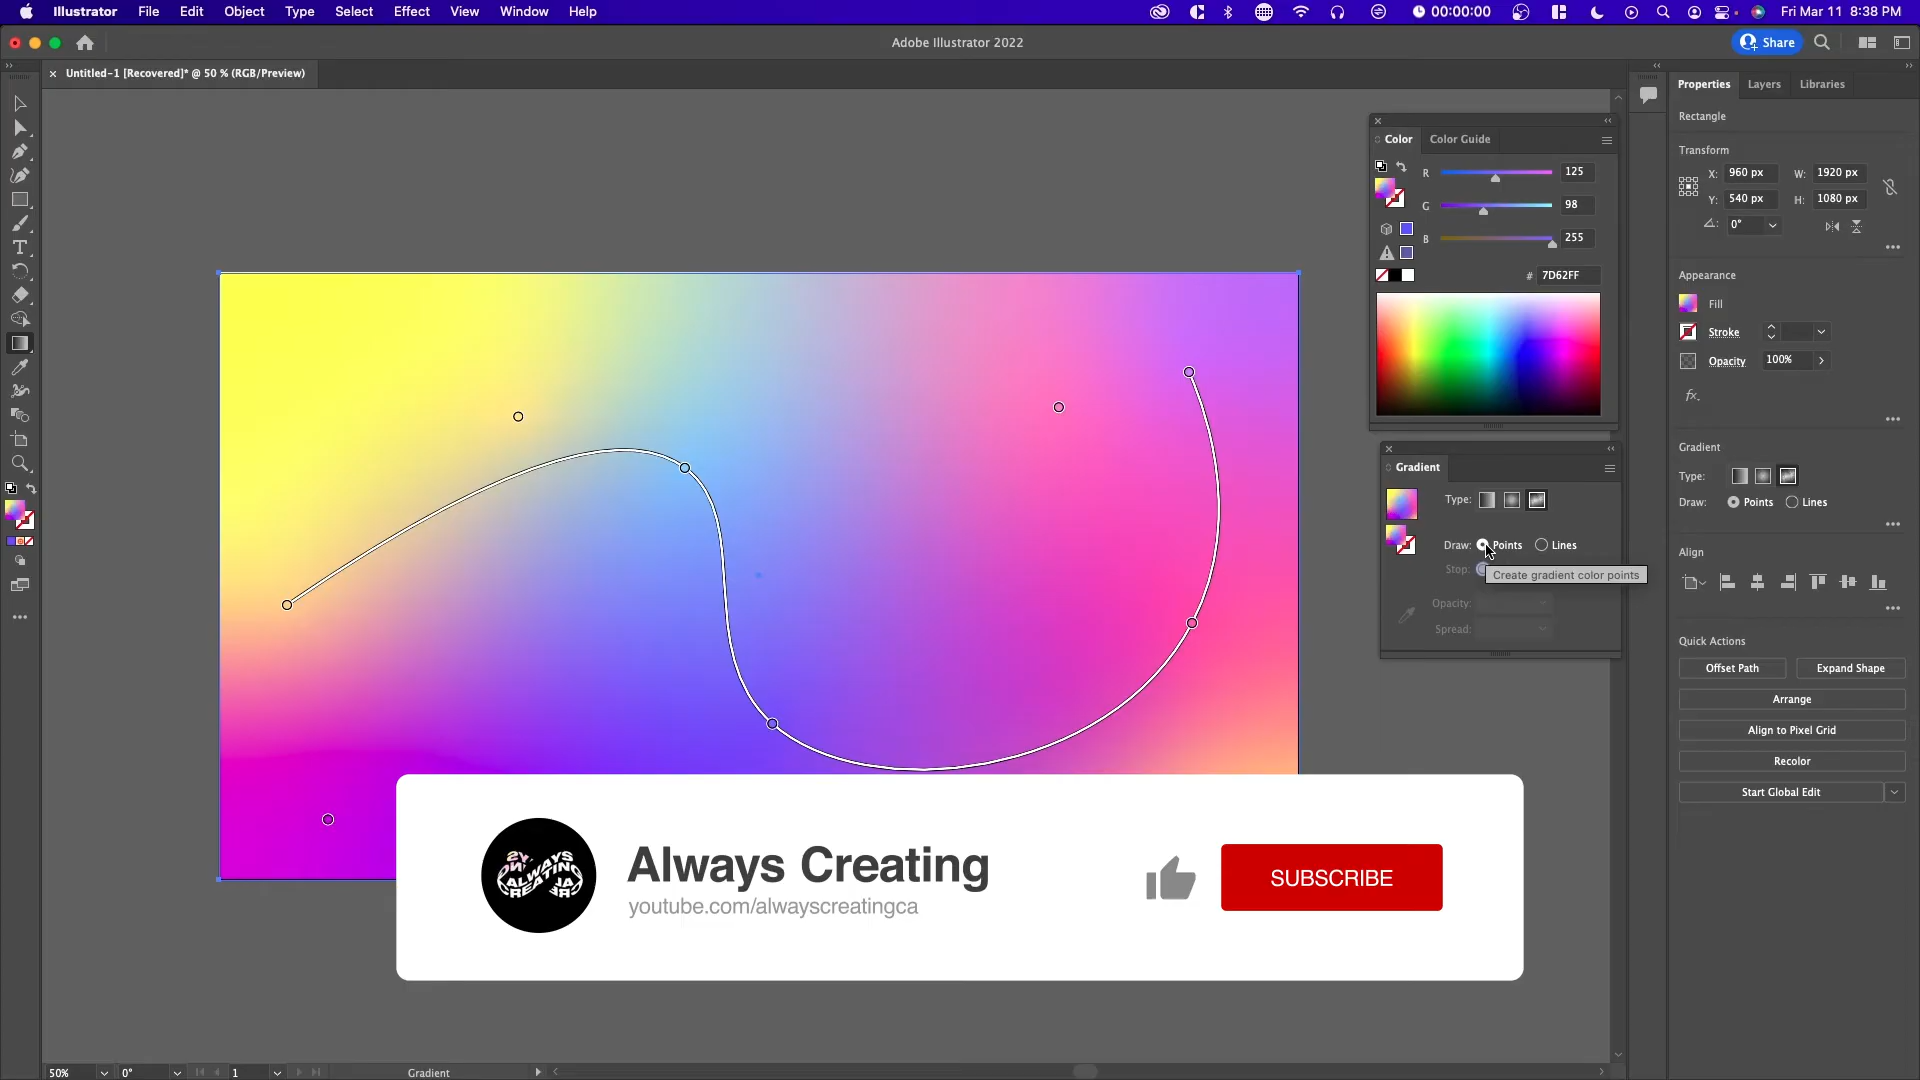 Illustrator File Edit Object Type Select Effect View Window Help 00:00:00 Fri Mar 11 8:38 PM
Adobe Illustrator 2022
Share
Untitled-1 [Recovered]* @ 50 % (RGB/Preview)
Color Color Guide
R 125
G 98
B 255
# 7D62FF
Gradient
Type:
Draw: Points Lines
Stop:
Create gradient color points
Opacity:
Spread:
Properties Layers Libraries
Rectangle
Transform
X: 960 px W: 1920 px
Y: 540 px H: 1080 px
0°
Appearance
Fill
Stroke
Opacity 100%
fx.
Gradient
Type:
Draw: Points Lines
Align
Quick Actions
Offset Path Expand Shape
Arrange
Align to Pixel Grid
Recolor
Start Global Edit
ALWAYS
CREATING
Always Creating
youtube.com/alwayscreatingca
SUBSCRIBE
50% 0° 1 Gradient